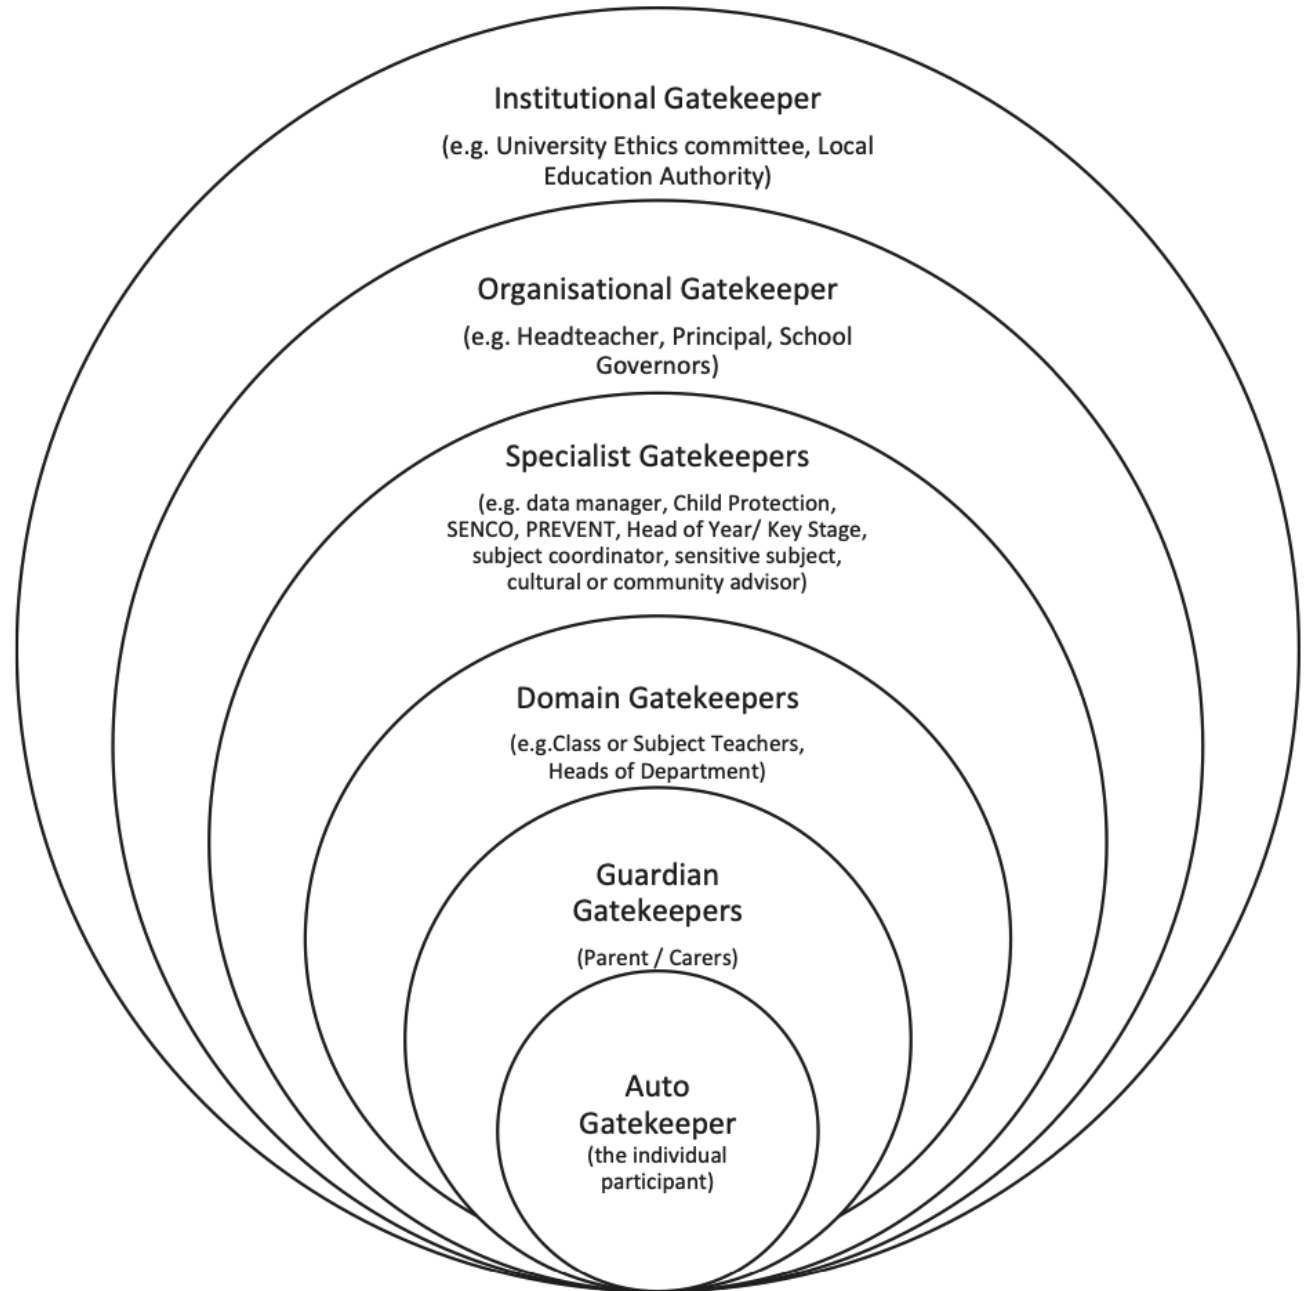 Institutional Gatekeeper
(e.g. University Ethics committee, Local
Education Authority)
Organisational Gatekeeper
(e.g. Headteacher, Principal, School
Governors)
Specialist Gatekeepers
(e.g. data manager, Child Protection,
SENCO, PREVENT, Head of Year/ Key Stage,
subject coordinator, sensitive subject,
cultural or community advisor)
Domain Gatekeepers
(e.g.Class or Subject Teachers,
Heads of Department)
Guardian
Gatekeepers
(Parent / Carers)
Auto
Gatekeeper
(the individual
participant)